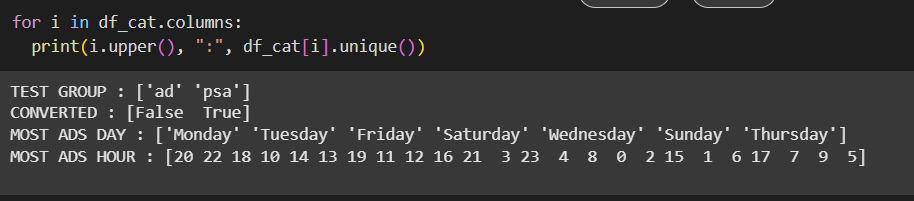 for i in df_cat.columns:
  print(i.upper(), ":", df_cat[i].unique())
TEST GROUP : ['ad' 'psa']
CONVERTED : [False  True]
MOST ADS DAY : ['Monday' 'Tuesday' 'Friday' 'Saturday' 'Wednesday' 'Sunday' 'Thursday']
MOST ADS HOUR : [20 22 18 10 14 13 19 11 12 16 21  3 23  4  8  0  2 15  1  6 17  7  9  5]